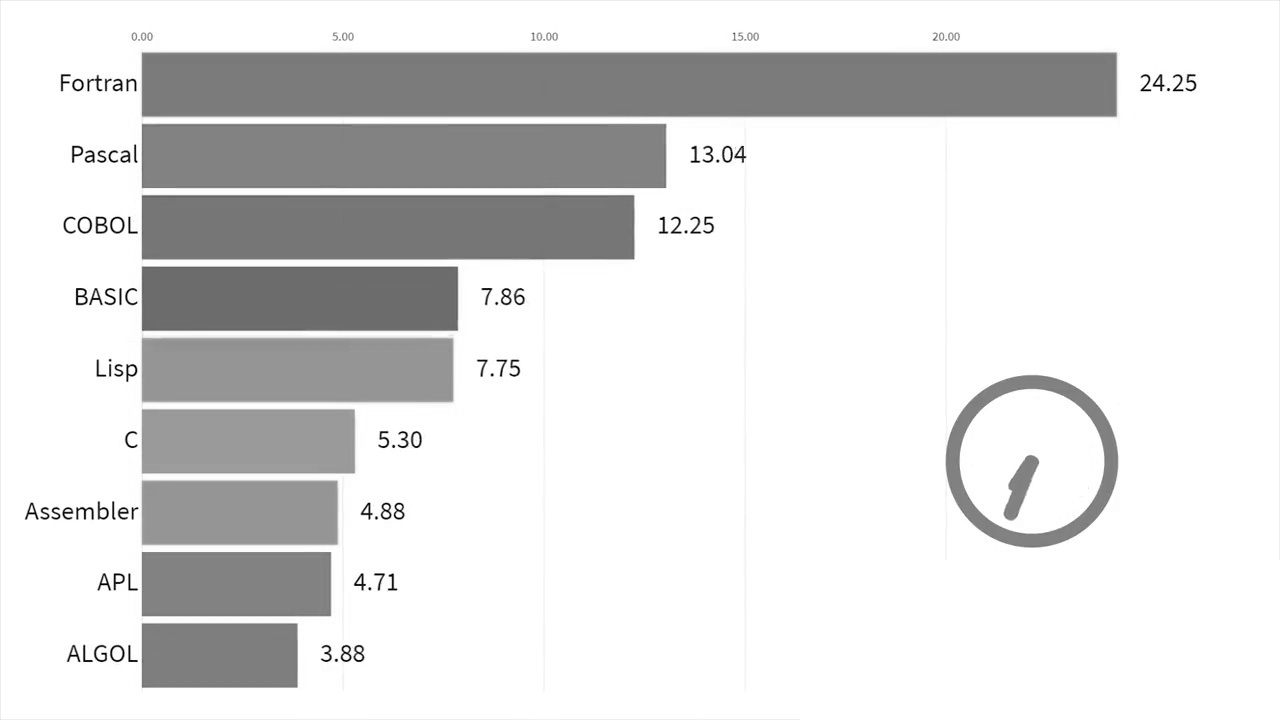 0.00 5.00 10.00 15.00 20.00
Fortran 24.25
Pascal 13.04
COBOL 12.25
BASIC 7.86
Lisp 7.75
C 5.30
Assembler 4.88
APL 4.71
ALGOL 3.88